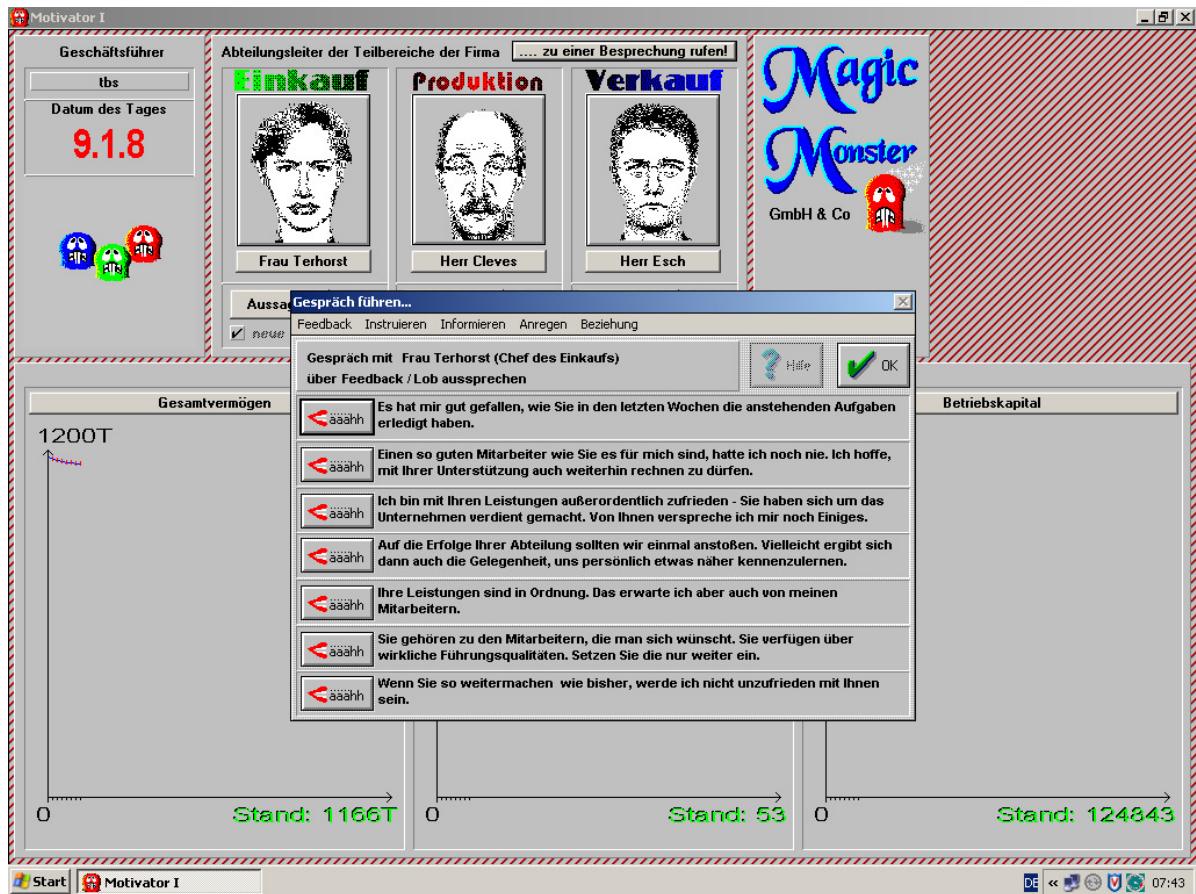 Motivator I
Geschäftsführer
tbs
Datum des Tages
9.1.8
Abteilungsleiter der Teilbereiche der Firma
.... zu einer Besprechung rufen!
Einkauf
Produktion
Verkauf
Frau Terhorst
Herr Cleves
Herr Esch
Magic
Monster
GmbH & Co
neue
Gespräch führen...
Feedback Instruieren Informieren Anregen Beziehung
Gespräch mit Frau Terhorst (Chef des Einkaufs)
über Feedback / Lob aussprechen
Hilfe
OK
ääähh
Es hat mir gut gefallen, wie Sie in den letzten Wochen die anstehenden Aufgaben
erledigt haben.
ääähh
Einen so guten Mitarbeiter wie Sie es für mich sind, hatte ich noch nie. Ich hoffe,
mit Ihrer Unterstützung auch weiterhin rechnen zu dürfen.
ääähh
Ich bin mit Ihren Leistungen außerordentlich zufrieden - Sie haben sich um das
Unternehmen verdient gemacht. Von Ihnen verspreche ich mir noch Einiges.
ääähh
Auf die Erfolge Ihrer Abteilung sollten wir einmal anstoßen. Vielleicht ergibt sich
dann auch die Gelegenheit, uns persönlich etwas näher kennenzulernen.
ääähh
Ihre Leistungen sind in Ordnung. Das erwarte ich aber auch von meinen
Mitarbeitern.
ääähh
Sie gehören zu den Mitarbeitern, die man sich wünscht. Sie verfügen über
wirkliche Führungsqualitäten. Setzen Sie die nur weiter ein.
ääähh
Wenn Sie so weitermachen wie bisher, werde ich nicht unzufrieden mit Ihnen
sein.
Gesamtvermögen
1200T
0
Stand: 1166T
0
Stand: 53
Betriebskapital
0
Stand: 124843
Start
Motivator I
DE
«
07:43